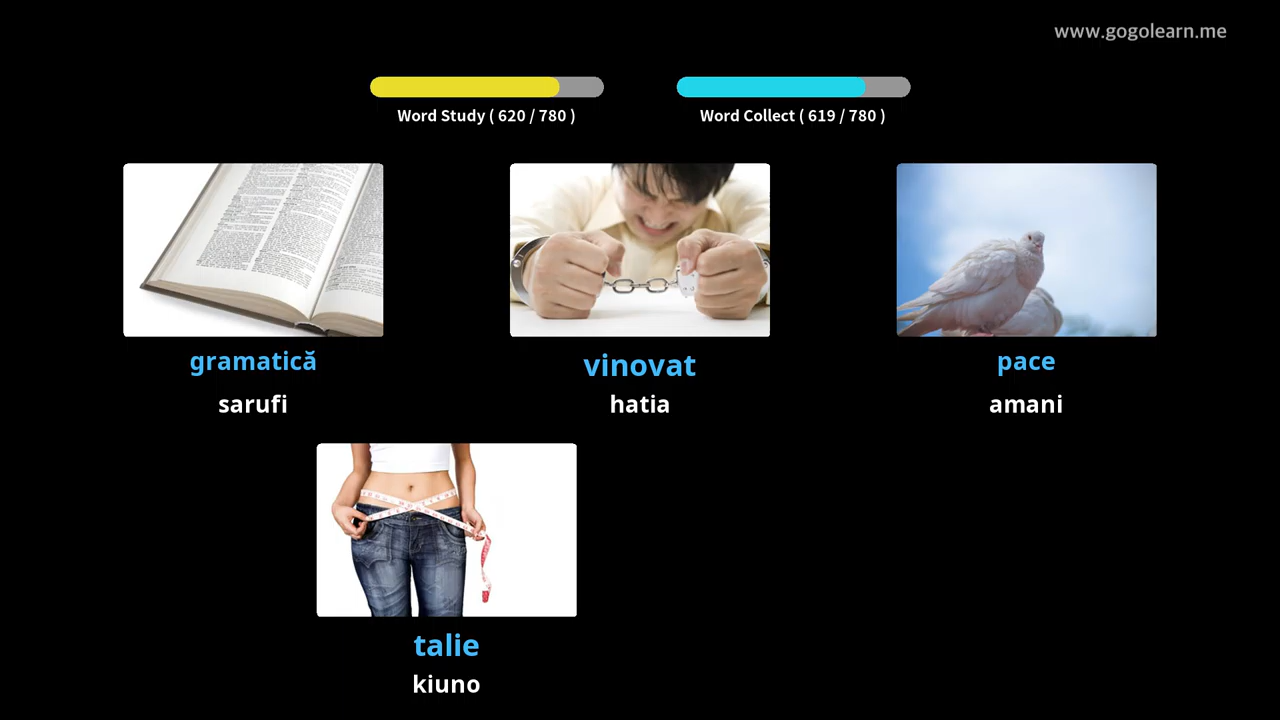 www.gogolearn.me
Word Study ( 620 / 780 )
Word Collect ( 619 / 780 )
gramatică
sarufi
vinovat
hatia
pace
amani
talie
kiuno